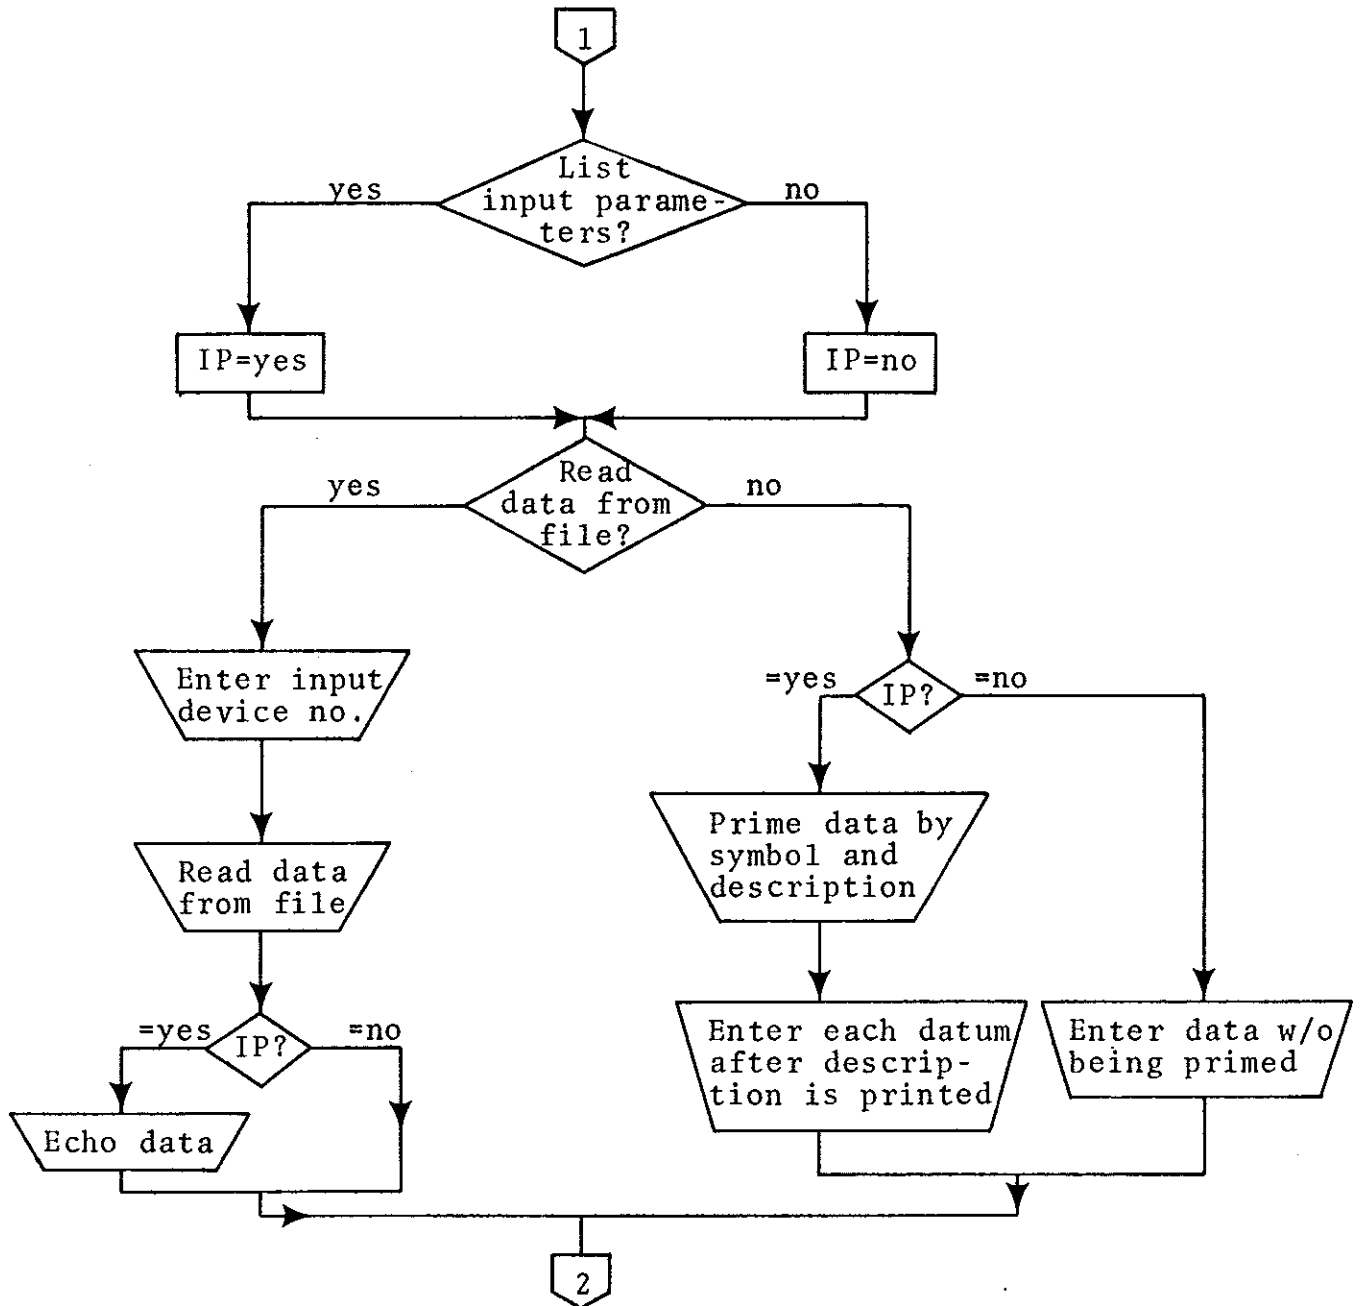 1
List
input parame-
ters?
yes
no
IP=yes
IP=no
Read
data from
file?
yes
no
Enter input
device no.
=yes
IP?
=no
Prime data by
symbol and
description
Read data
from file
=yes
IP?
=no
Enter each datum
after descrip-
tion is printed
Enter data w/o
being primed
Echo data
2